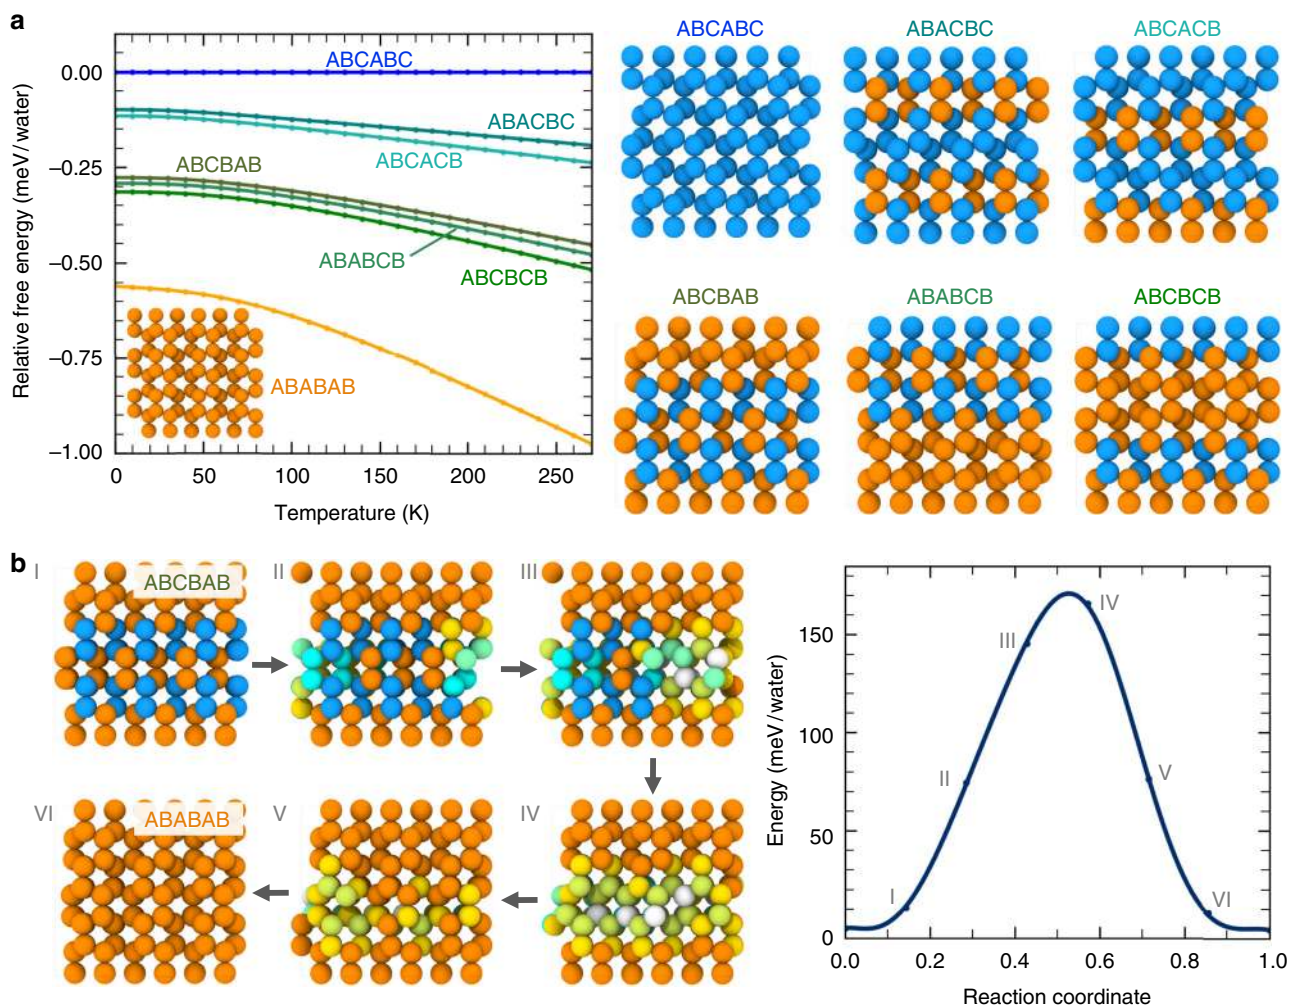 a
ABCABC
ABACBC
ABCACB
ABCBAB
ABABCB
ABCBCB
ABABAB
0.00
−0.25
−0.50
−0.75
−1.00
Relative free energy (meV/water)
0 50 100 150 200 250
Temperature (K)
ABCABC ABACBC ABCACB
ABCBAB ABABCB ABCBCB
b
I ABCBAB II III
VI ABABAB V IV
150
100
50
0
Energy (meV/water)
I
II
III
IV
V
VI
0.0 0.2 0.4 0.6 0.8 1.0
Reaction coordinate